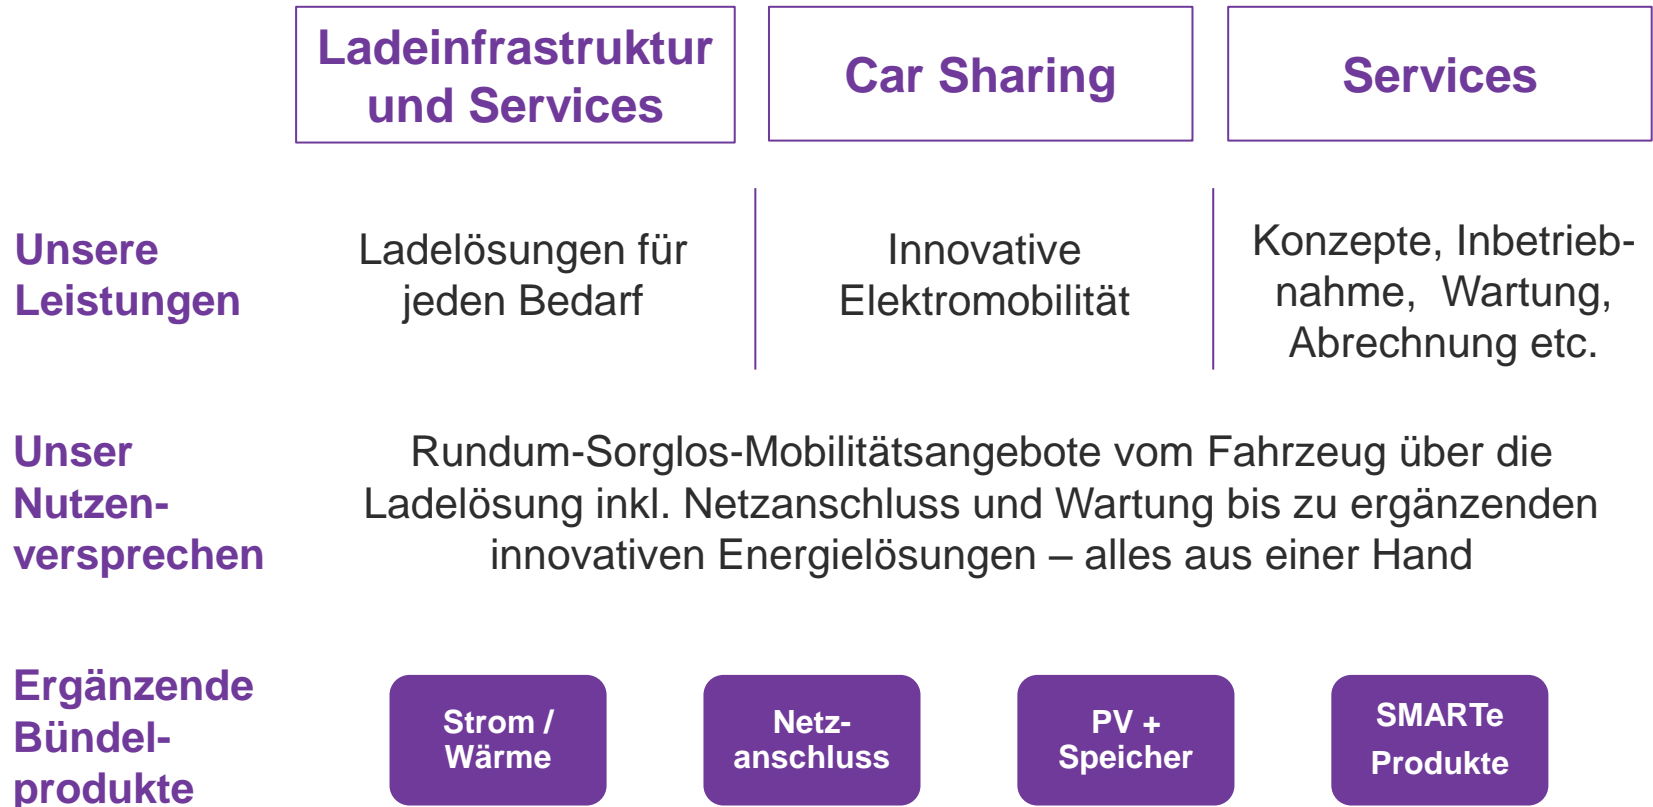 Ladeinfrastruktur
und Services
Car Sharing
Services
Unsere
Leistungen
Ladelösungen für
jeden Bedarf
Innovative
Elektromobilität
Konzepte, Inbetrieb-
nahme, Wartung,
Abrechnung etc.
Unser
Nutzen-
versprechen
Rundum-Sorglos-Mobilitätsangebote vom Fahrzeug über die
Ladelösung inkl. Netzanschluss und Wartung bis zu ergänzenden
innovativen Energielösungen – alles aus einer Hand
Ergänzende
Bündel-
produkte
Strom /
Wärme
Netz-
anschluss
PV +
Speicher
SMARTe
Produkte